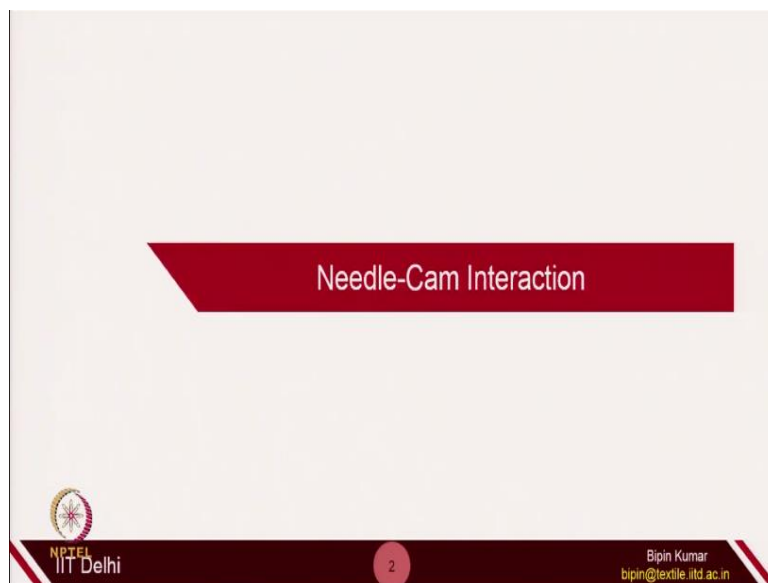 Needle-Cam Interaction
NPTEL
IIT Delhi
2
Bipin Kumar
bipin@textile.iitd.ac.in